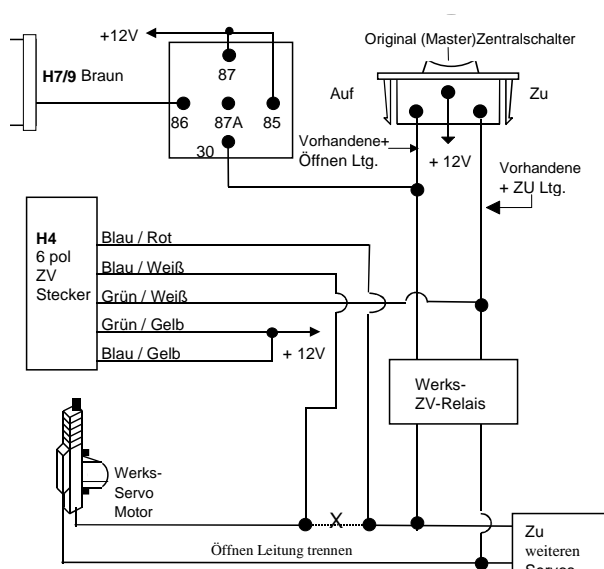 +12V
Original (Master)Zentralschalter
H7/9 Braun
87
Auf
Zu
86
87A
85
30
Vorhandene+
Öffnen Ltg.
+ 12V
Vorhandene
+ ZU Ltg.
H4
6 pol
ZV
Stecker
Blau / Rot
Blau / Weiß
Grün / Weiß
Grün / Gelb
Blau / Gelb
+ 12V
Werks-
ZV-Relais
Werks-
Servo
Motor
X
Öffnen Leitung trennen
Zu
weiteren
Servos